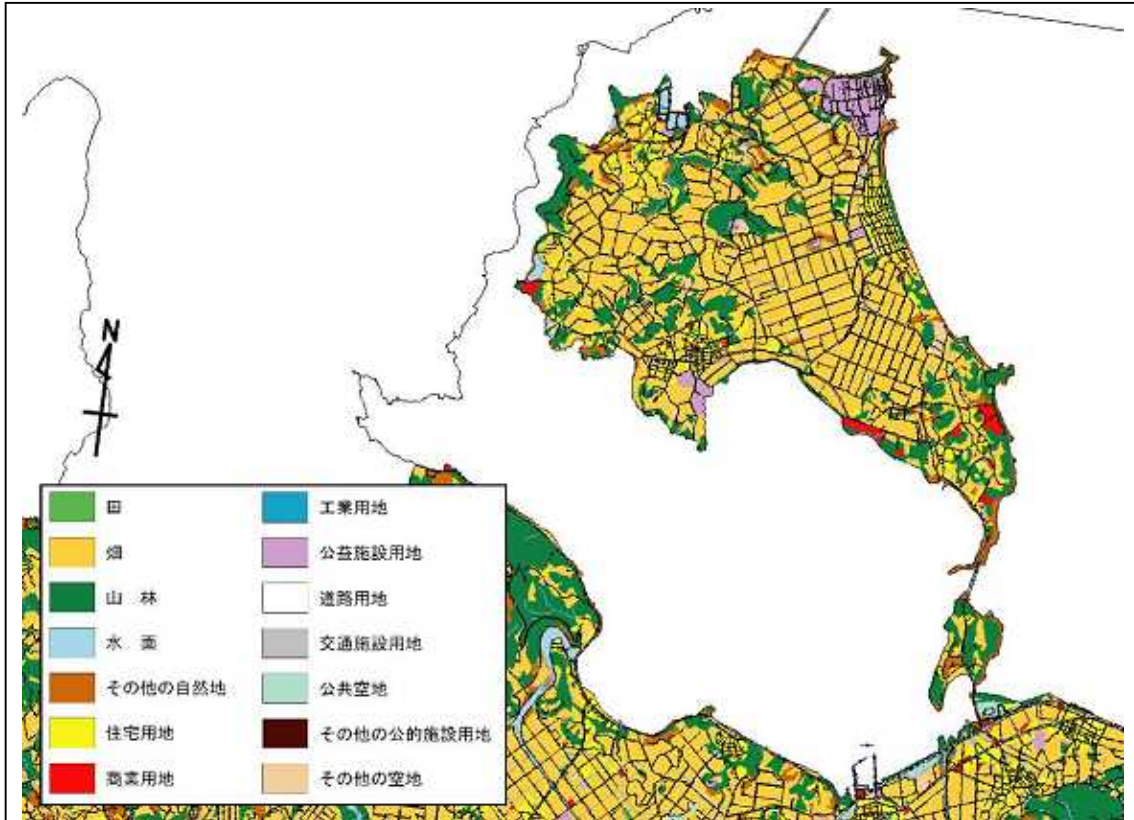 N
田
畑
山 林
水 面
その他の自然地
住宅用地
商業用地
工業用地
公益施設用地
道路用地
交通施設用地
公共空地
その他の公的施設用地
その他の空地